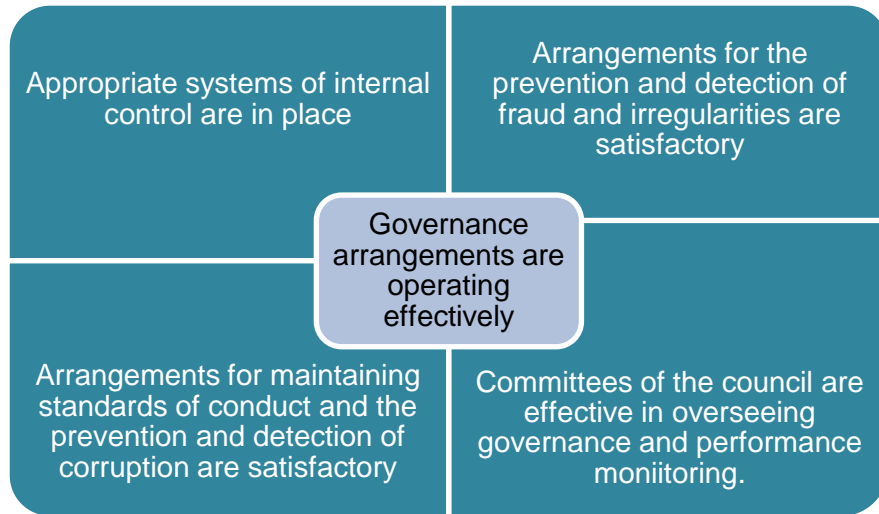 Appropriate systems of internal
control are in place
Arrangements for the
prevention and detection of
fraud and irregularities are
satisfactory
Governance
arrangements are
operating
effectively
Arrangements for maintaining
standards of conduct and the
prevention and detection of
corruption are satisfactory
Committees of the council are
effective in overseeing
governance and performance
moniitoring.